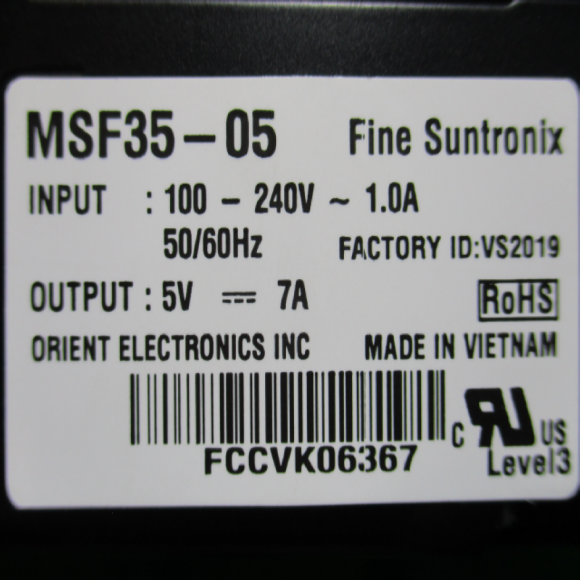 MSF35-05 Fine Suntronix
INPUT : 100 - 240V ~ 1.0A
50/60Hz FACTORY ID:VS2019
OUTPUT : 5V ⎓ 7A RoHS
ORIENT ELECTRONICS INC MADE IN VIETNAM
FCCVK06367
c RU US
Level3